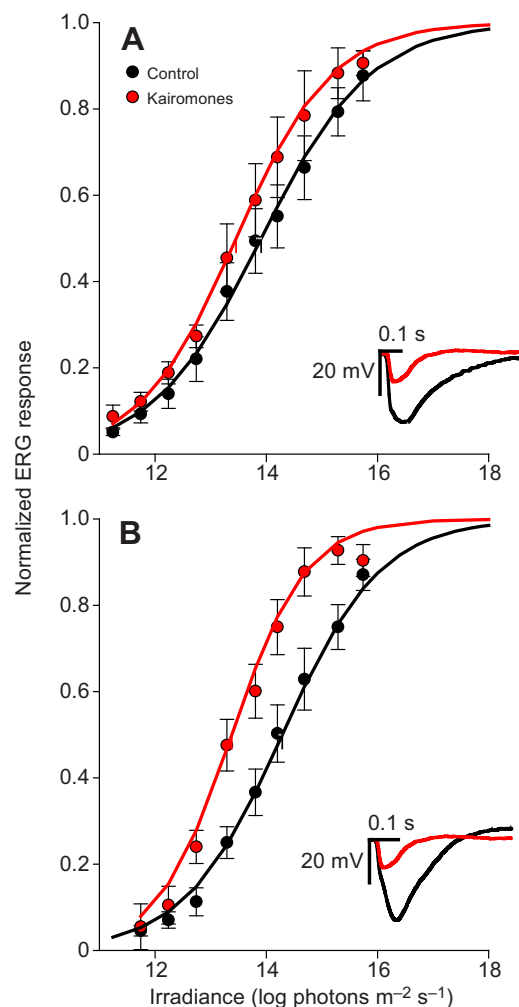 A
Control
Kairomones
1.0
0.8
0.6
0.4
0.2
0
0.1 s
20 mV
12 14 16 18
Normalized ERG response
B
1.0
0.8
0.6
0.4
0.2
0
0.1 s
20 mV
12 14 16 18
Irradiance (log photons m⁻² s⁻¹)